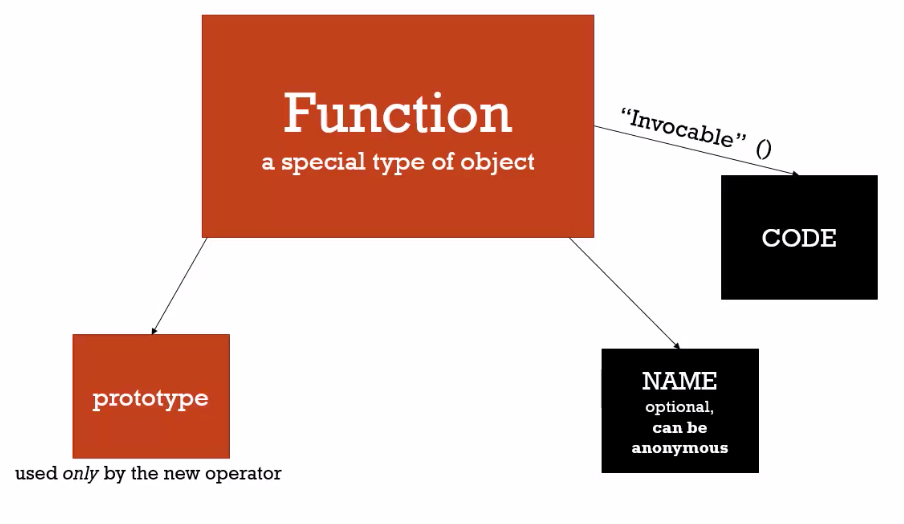 Function
a special type of object
“Invocable” ()
CODE
prototype
used only by the new operator
NAME
optional,
can be
anonymous